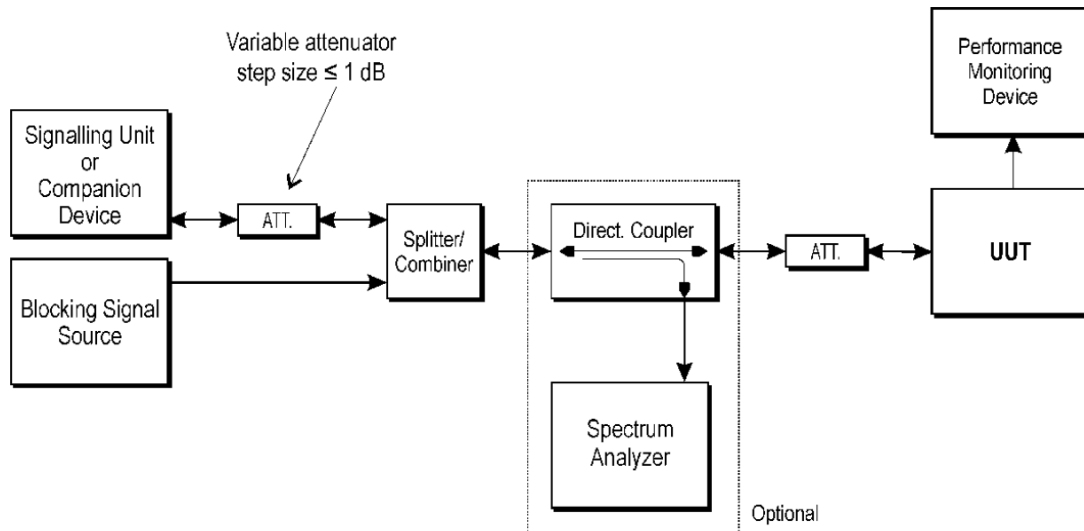 Variable attenuator
step size ≤ 1 dB
Performance
Monitoring
Device
Signalling Unit
or
Companion
Device
ATT.
Splitter/
Combiner
Direct. Coupler
ATT.
UUT
Blocking Signal
Source
Spectrum
Analyzer
Optional